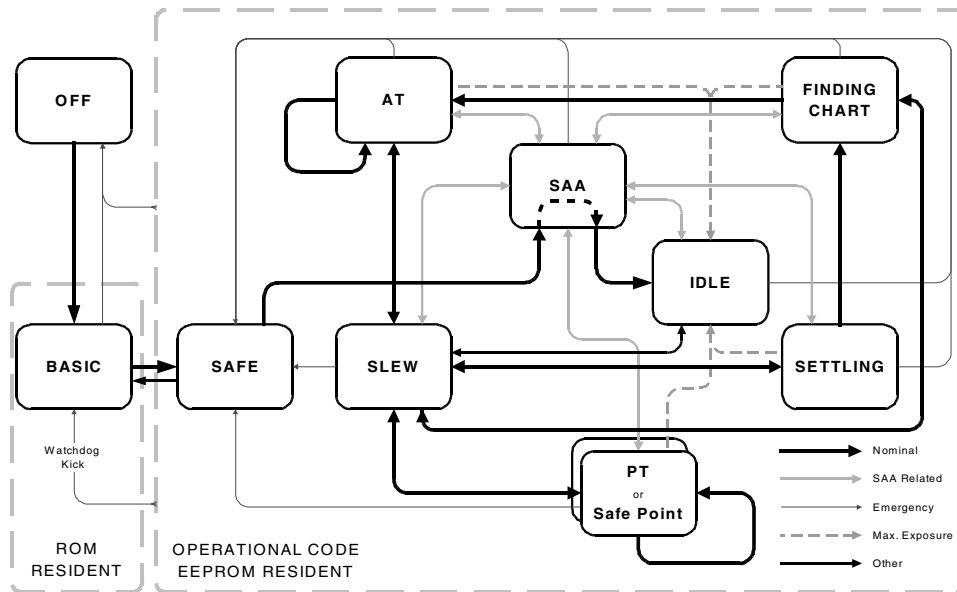 OFF
AT
FINDING
CHART
SAA
IDLE
BASIC
SAFE
SLEW
SETTLING
Watchdog
Kick
PT
or
Safe Point
Nominal
SAA Related
Emergency
Max. Exposure
Other
ROM
RESIDENT
OPERATIONAL CODE
EEPROM RESIDENT